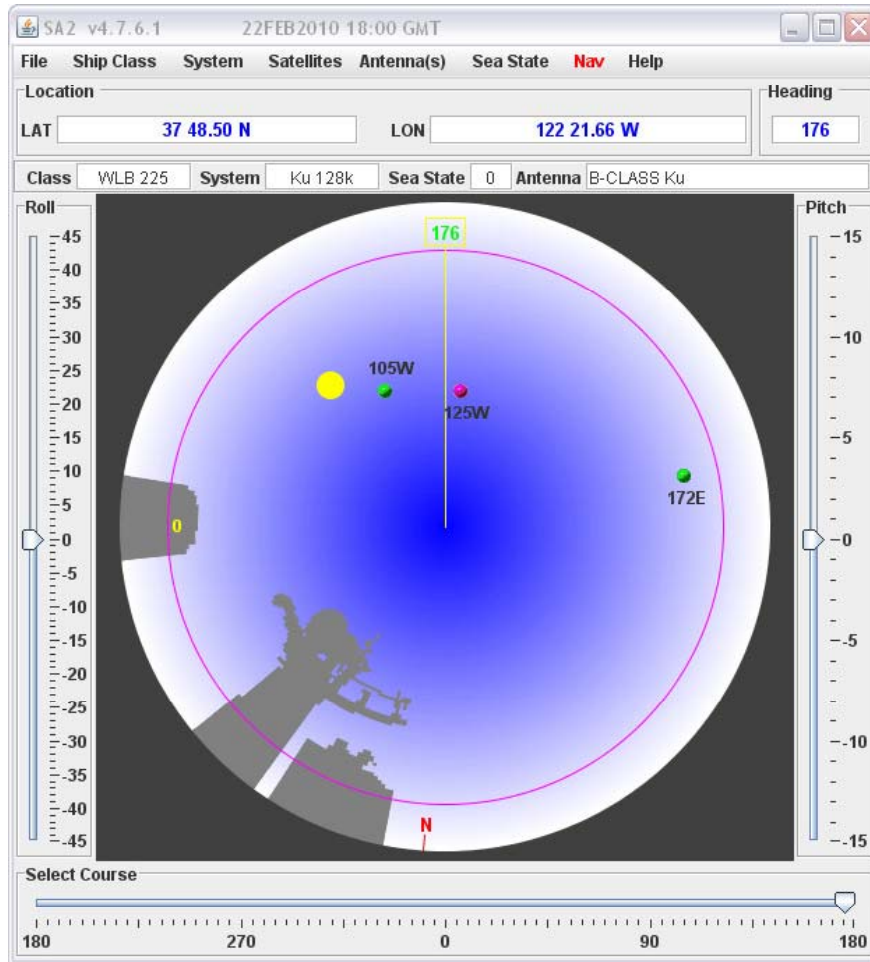 SA2 v4.7.6.1 22FEB2010 18:00 GMT
File Ship Class System Satellites Antenna(s) Sea State Nav Help
Location
Heading
LAT 37 48.50 N LON 122 21.66 W 176
Class WLB 225 System Ku 128k Sea State 0 Antenna B-CLASS Ku
Roll
Pitch
45
40
35
30
25
20
15
10
5
0
-5
-10
-15
-20
-25
-30
-35
-40
-45
176
105W
125W
172E
0
N
15
10
5
0
-5
-10
-15
Select Course
180 270 0 90 180